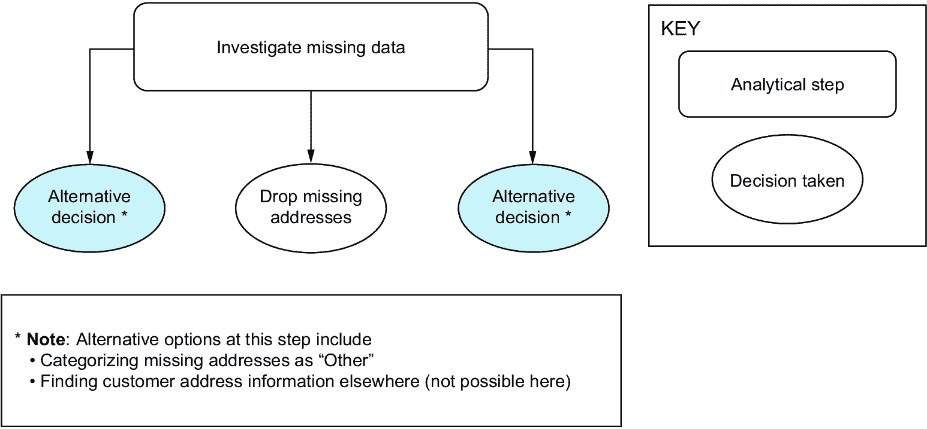 Investigate missing data
Alternative
decision *
Drop missing
addresses
Alternative
decision *
KEY
Analytical step
Decision taken
* Note: Alternative options at this step include
• Categorizing missing addresses as “Other”
• Finding customer address information elsewhere (not possible here)